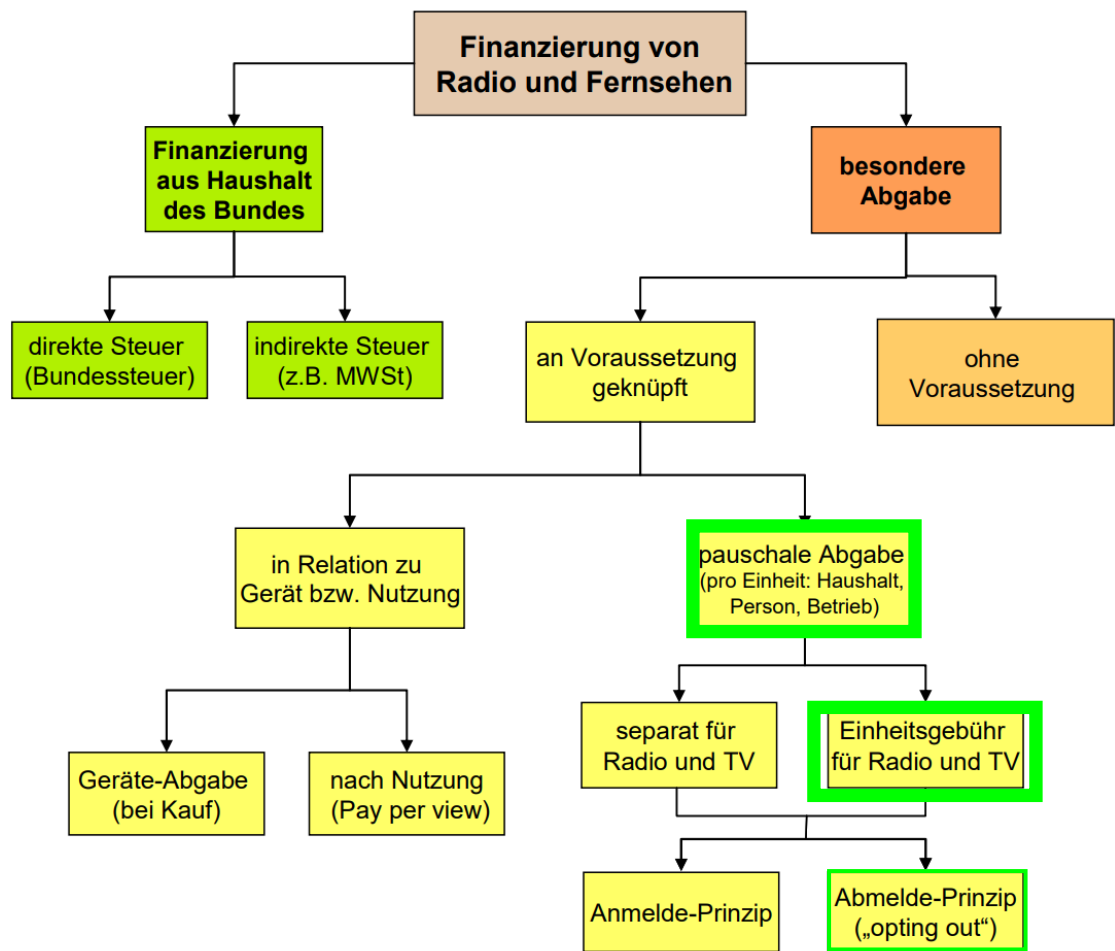 Finanzierung von
Radio und Fernsehen
Finanzierung
aus Haushalt
des Bundes
besondere
Abgabe
direkte Steuer
(Bundessteuer)
indirekte Steuer
(z.B. MWSt)
an Voraussetzung
geknüpft
ohne
Voraussetzung
in Relation zu
Gerät bzw. Nutzung
pauschale Abgabe
(pro Einheit: Haushalt,
Person, Betrieb)
Geräte-Abgabe
(bei Kauf)
nach Nutzung
(Pay per view)
separat für
Radio und TV
Einheitsgebühr
für Radio und TV
Anmelde-Prinzip
Abmelde-Prinzip
(„opting out“)